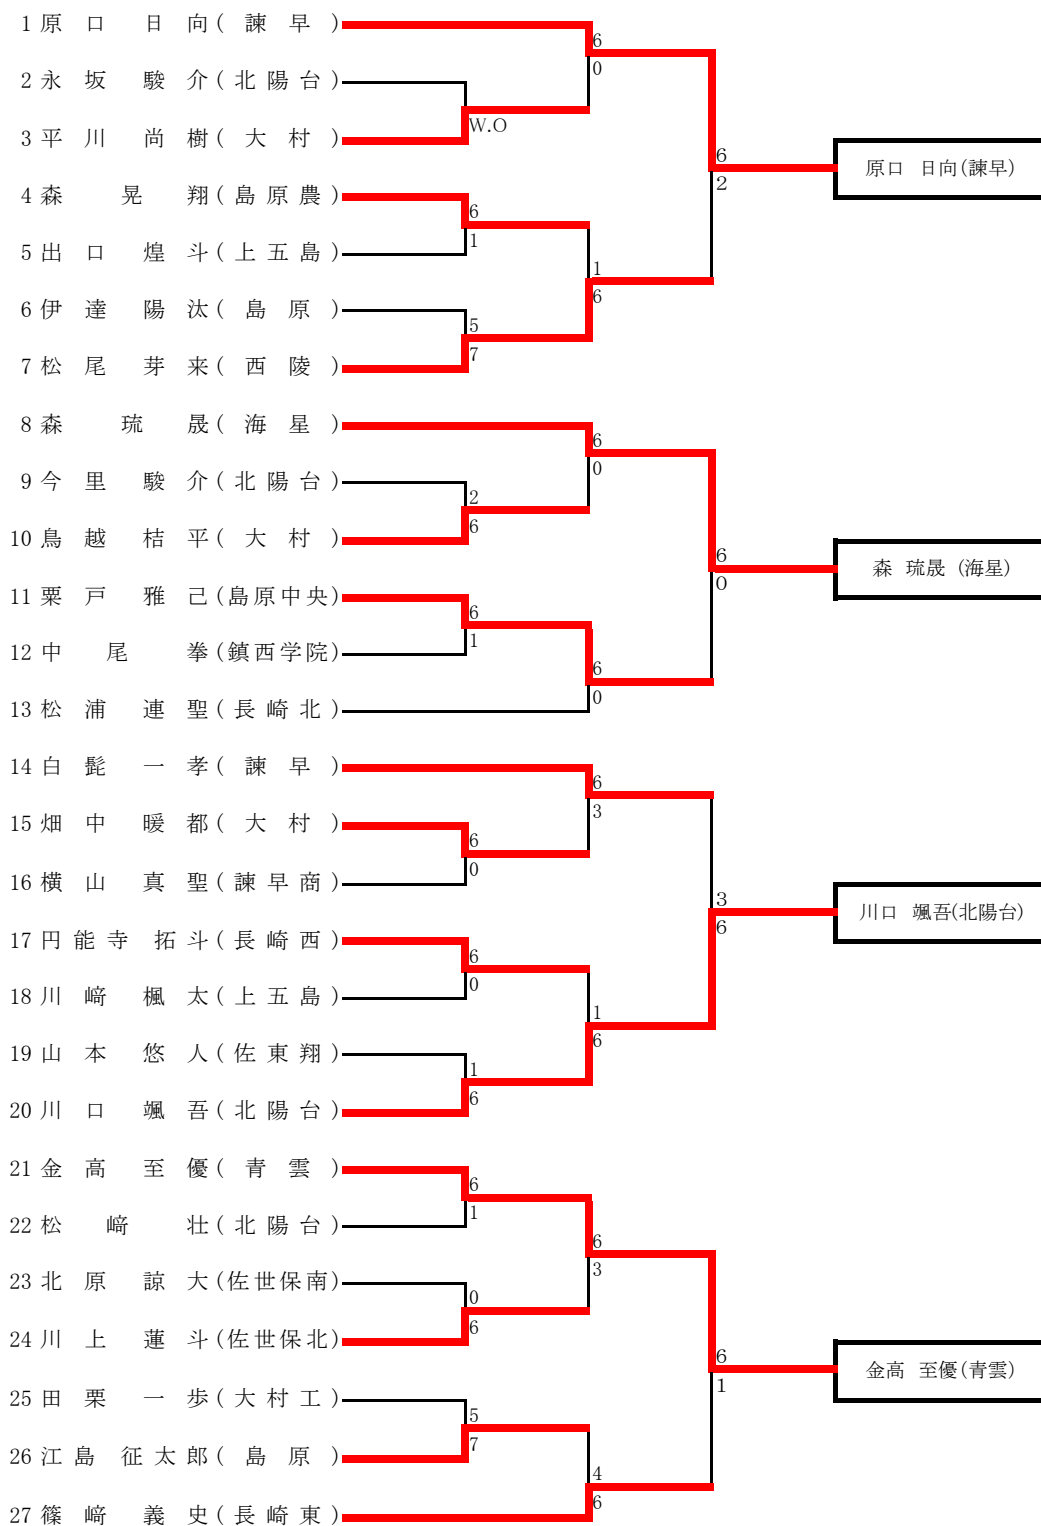 1 原口 日向(諫早)
6
0
2 永坂 駿介(北陽台)
W.O
3 平川 尚樹(大村)
6
2
原口 日向(諫早)
4 森 晃翔(島原農)
6
1
5 出口 煌斗(上五島)
1
6
6 伊達 陽汰(島原)
5
7
7 松尾 芽来(西陵)
8 森 琉晟(海星)
6
0
9 今里 駿介(北陽台)
2
6
10 鳥越 桔平(大村)
6
0
森 琉晟 (海星)
11 栗戸 雅己(島原中央)
6
1
12 中尾 拳(鎮西学院)
6
0
13 松浦 連聖(長崎北)
14 白髭 一孝(諫早)
6
3
15 畑中 暖都(大村)
6
0
16 横山 真聖(諫早商)
3
6
川口 颯吾(北陽台)
17 円能寺 拓斗(長崎西)
6
0
18 川﨑 楓太(上五島)
1
6
19 山本 悠人(佐東翔)
1
6
20 川口 颯吾(北陽台)
21 金高 至優(青雲)
6
1
22 松﨑 壮(北陽台)
6
3
23 北原 諒大(佐世保南)
0
6
24 川上 蓮斗(佐世保北)
6
1
金高 至優(青雲)
25 田栗 一歩(大村工)
5
7
26 江島 征太郎(島原)
4
6
27 篠﨑 義史(長崎東)